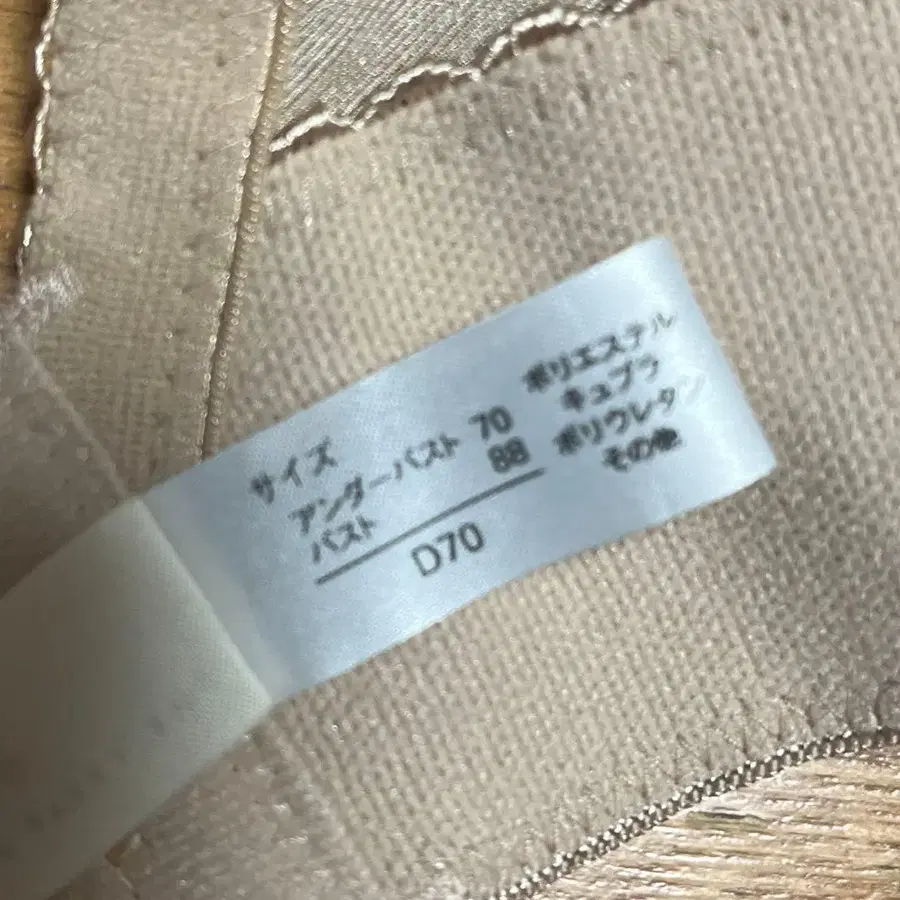 サイズ
アンダーバスト 70
バスト 88
D70
ポリエステル
キュプラ
ポリウレタン
その他